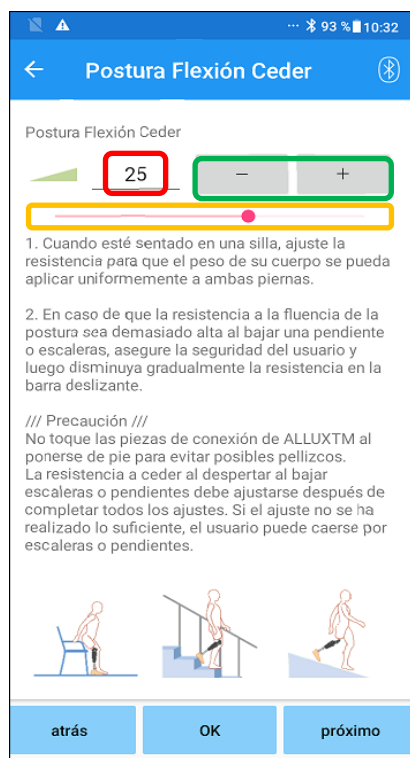 93 % 10:32
Postura Flexión Ceder
Postura Flexión Ceder
25 − +
1. Cuando esté sentado en una silla, ajuste la
resistencia para que el peso de su cuerpo se pueda
aplicar uniformemente a ambas piernas.
2. En caso de que la resistencia a la fluencia de la
postura sea demasiado alta al bajar una pendiente
o escaleras, asegure la seguridad del usuario y
luego disminuya gradualmente la resistencia en la
barra deslizante.
/// Precaución ///
No toque las piezas de conexión de ALLUXTM al
ponerse de pie para evitar posibles pellizcos.
La resistencia a ceder al despertar al bajar
escaleras o pendientes debe ajustarse después de
completar todos los ajustes. Si el ajuste no se ha
realizado lo suficiente, el usuario puede caerse por
escaleras o pendientes.
atrás OK próximo